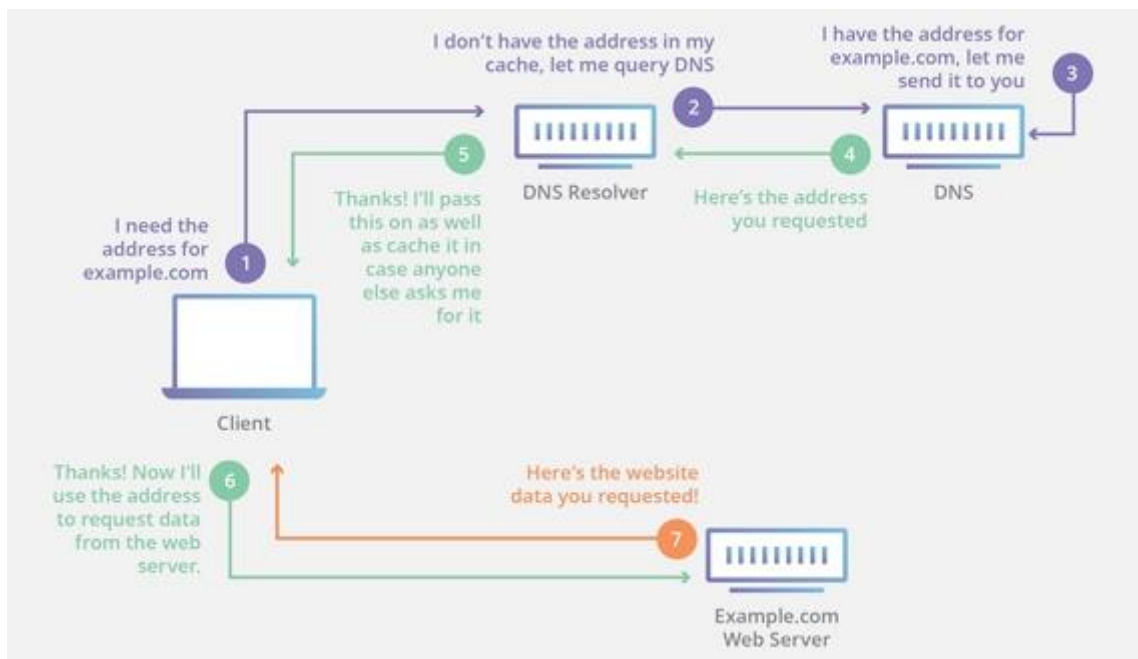 I don't have the address in my
cache, let me query DNS
I have the address for
example.com, let me
send it to you
3
2
5
4
DNS Resolver
Here's the address
you requested
DNS
Thanks! I'll pass
this on as well
as cache it in
case anyone
else asks me
for it
I need the
address for
example.com
1
Client
Thanks! Now I'll
use the address
to request data
from the web
server.
6
Here's the website
data you requested!
7
Example.com
Web Server